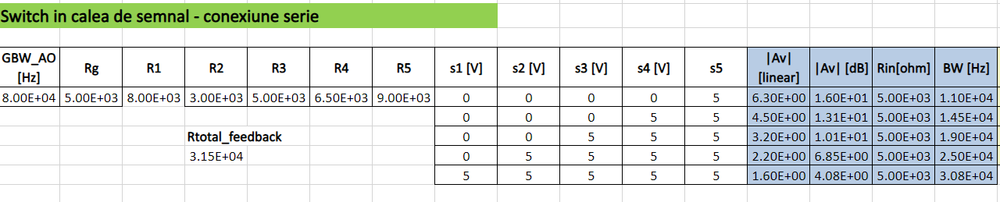 Switch in calea de semnal - conexiune serie
GBW_AO [Hz] Rg R1 R2 R3 R4 R5 s1 [V] s2 [V] s3 [V] s4 [V] s5 |Av| [linear] |Av| [dB] Rin[ohm] BW [Hz]
8.00E+04 5.00E+03 8.00E+03 3.00E+03 5.00E+03 6.50E+03 9.00E+03 0 0 0 0 5 6.30E+00 1.60E+01 5.00E+03 1.10E+04
0 0 0 5 5 4.50E+00 1.31E+01 5.00E+03 1.45E+04
Rtotal_feedback 0 0 5 5 5 3.20E+00 1.01E+01 5.00E+03 1.90E+04
3.15E+04 0 5 5 5 5 2.20E+00 6.85E+00 5.00E+03 2.50E+04
5 5 5 5 5 1.60E+00 4.08E+00 5.00E+03 3.08E+04